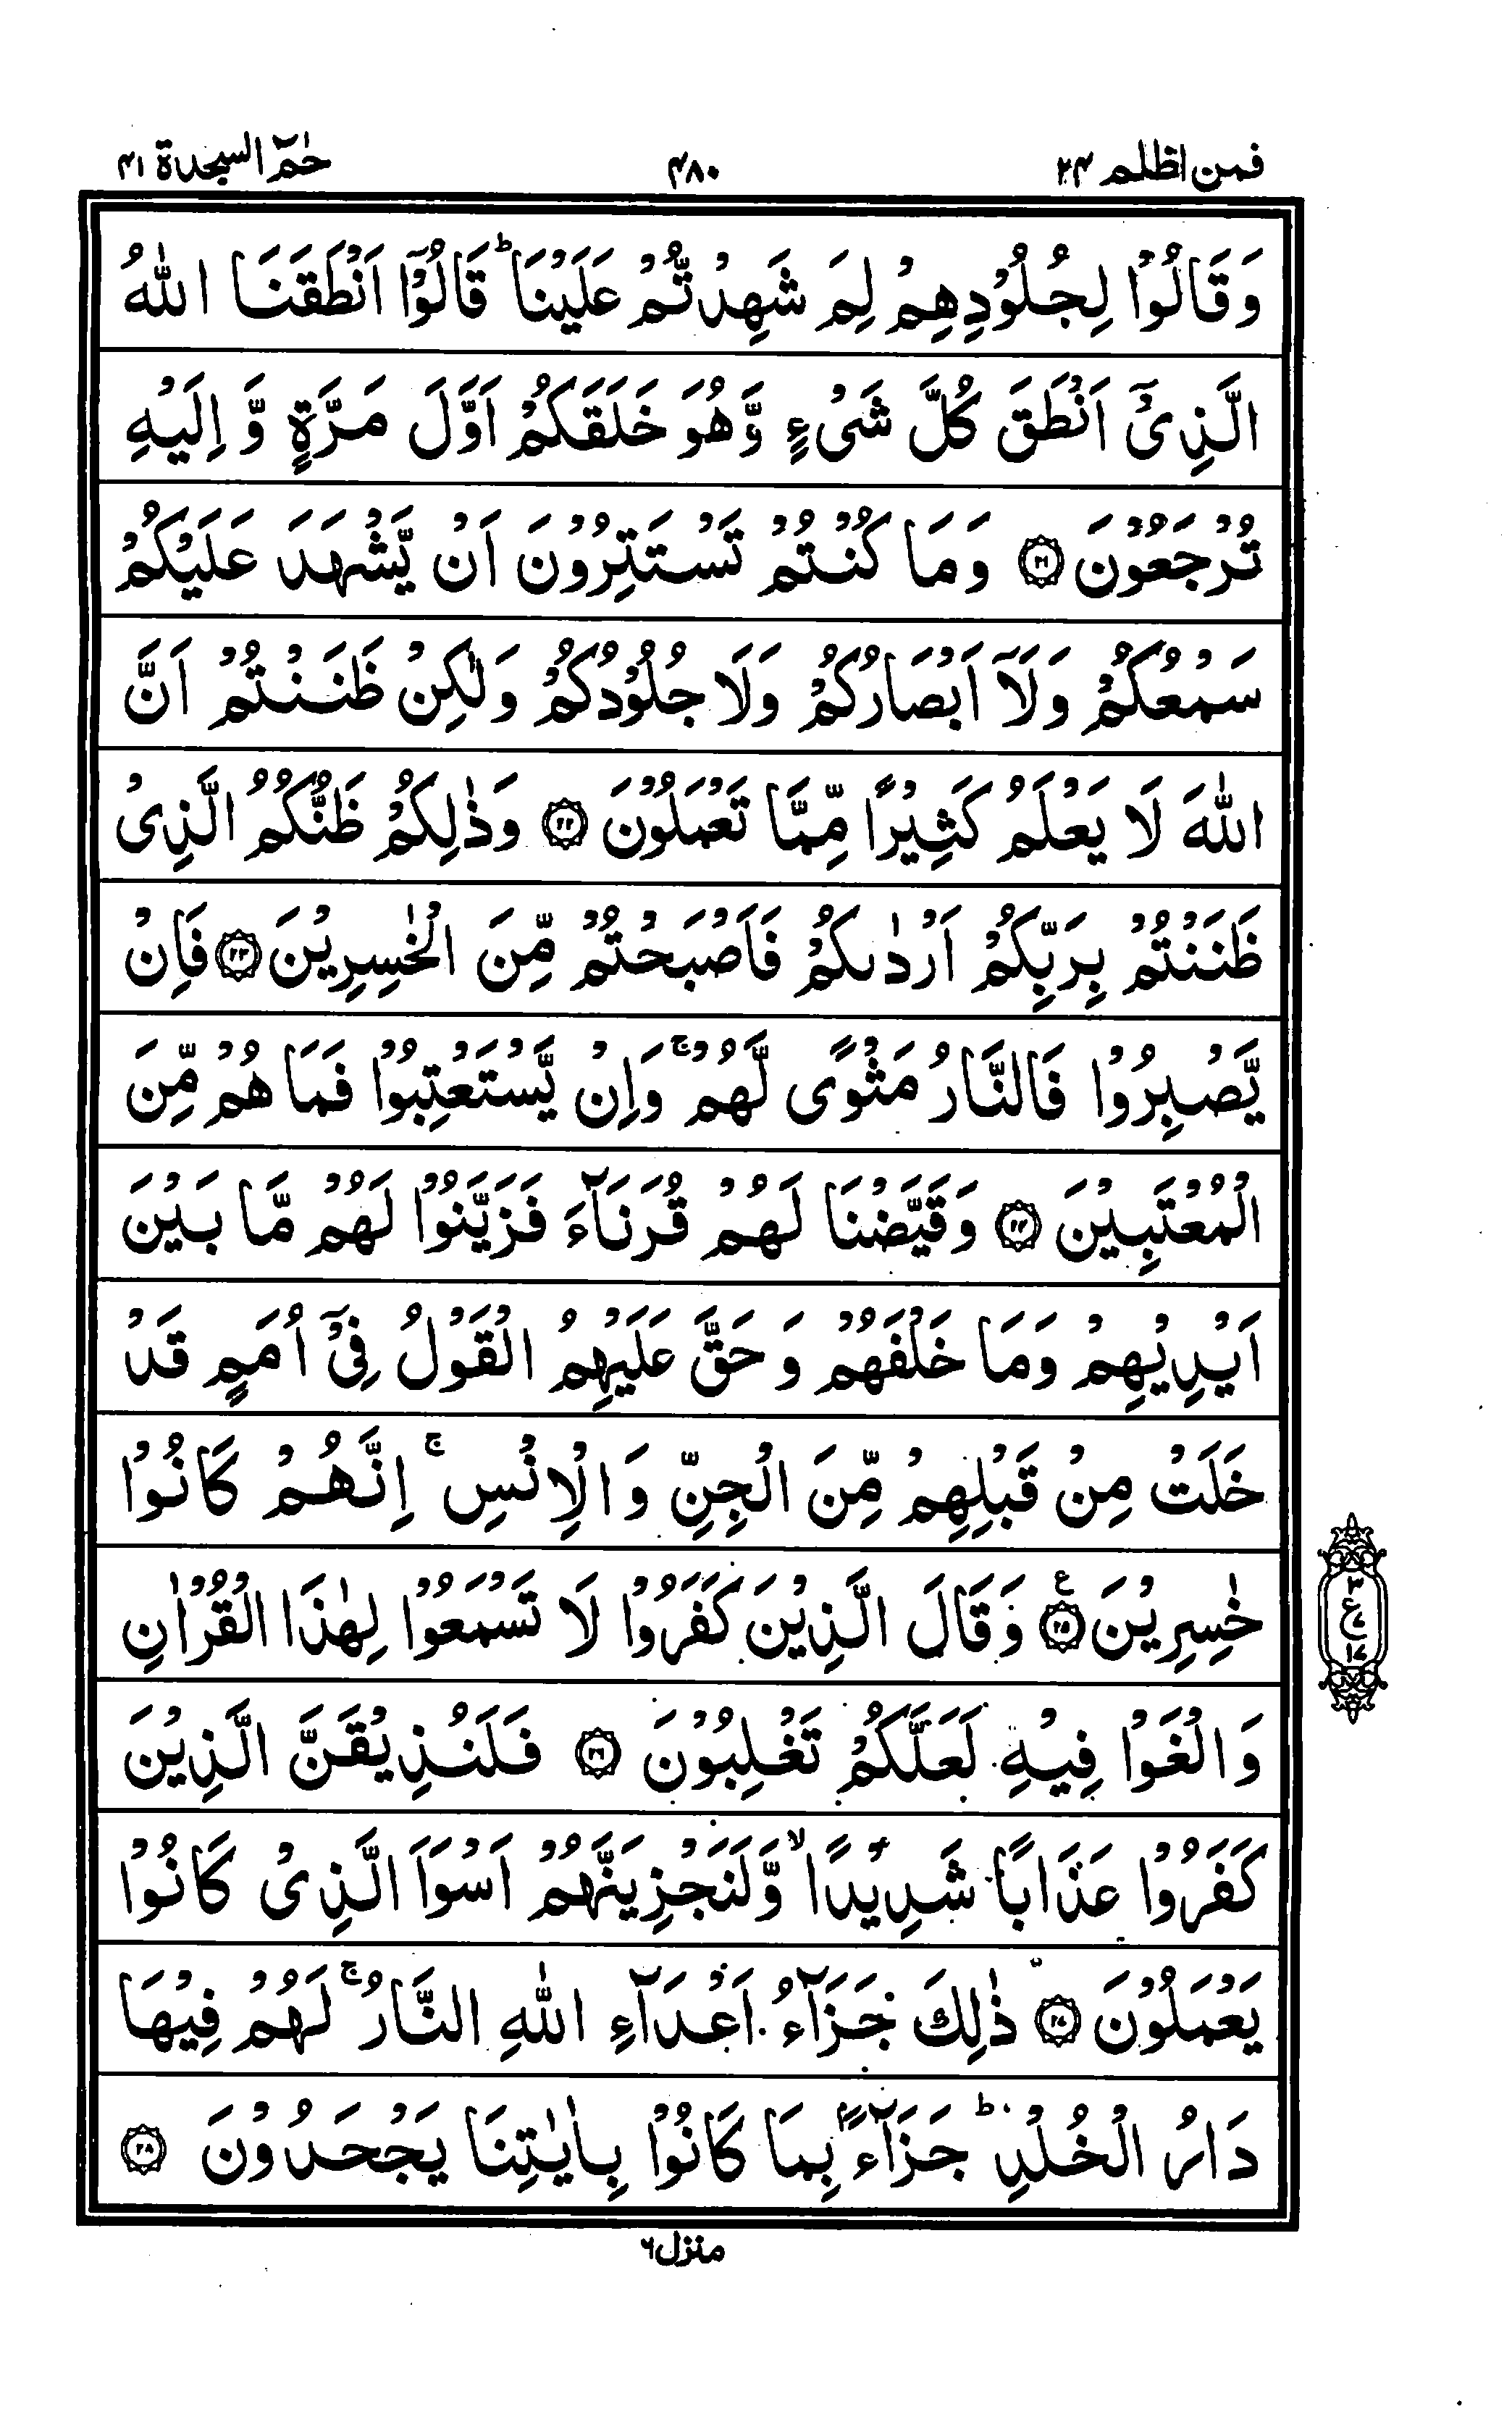 فمن اظلم ۲۴
۴۸۰
حٰمٓ السجدة ۴۱
وَقَالُوْا لِجُلُوْدِهِمْ لِمَ شَهِدْتُّمْ عَلَيْنَا ؕ قَالُوْۤا اَنْطَقَنَا اللّٰهُ
الَّذِیْۤ اَنْطَقَ كُلَّ شَیْءٍ وَّهُوَ خَلَقَكُمْ اَوَّلَ مَرَّةٍ وَّ اِلَيْهِ
تُرْجَعُوْنَ ۝۲۱ وَمَا كُنْتُمْ تَسْتَتِرُوْنَ اَنْ يَّشْهَدَ عَلَيْكُمْ
سَمْعُكُمْ وَلَاۤ اَبْصَارُكُمْ وَلَا جُلُوْدُكُمْ وَلٰكِنْ ظَنَنْتُمْ اَنَّ
اللّٰهَ لَا يَعْلَمُ كَثِيْرًا مِّمَّا تَعْمَلُوْنَ ۝۲۲ وَذٰلِكُمْ ظَنُّكُمُ الَّذِیْ
ظَنَنْتُمْ بِرَبِّكُمْ اَرْدٰىكُمْ فَاَصْبَحْتُمْ مِّنَ الْخٰسِرِيْنَ ۝۲۳ فَاِنْ
يَّصْبِرُوْا فَالنَّارُ مَثْوًى لَّهُمْ ۚ وَاِنْ يَّسْتَعْتِبُوْا فَمَا هُمْ مِّنَ
الْمُعْتَبِيْنَ ۝۲۴ وَقَيَّضْنَا لَهُمْ قُرَنَآءَ فَزَيَّنُوْا لَهُمْ مَّا بَيْنَ
اَيْدِيْهِمْ وَمَا خَلْفَهُمْ وَ حَقَّ عَلَيْهِمُ الْقَوْلُ فِیْۤ اُمَمٍ قَدْ
خَلَتْ مِنْ قَبْلِهِمْ مِّنَ الْجِنِّ وَالْاِنْسِ ۚ اِنَّهُمْ كَانُوْا
خٰسِرِيْنَ ۝۲۵ ع وَقَالَ الَّذِيْنَ كَفَرُوْا لَا تَسْمَعُوْا لِهٰذَا الْقُرْاٰنِ
وَالْغَوْا فِيْهِ لَعَلَّكُمْ تَغْلِبُوْنَ ۝۲۶ فَلَنُذِيْقَنَّ الَّذِيْنَ
كَفَرُوْا عَذَابًا شَدِيْدًا ۙ وَّلَنَجْزِيَنَّهُمْ اَسْوَاَ الَّذِیْ كَانُوْا
يَعْمَلُوْنَ ۝۲۷ ذٰلِكَ جَزَآءُ اَعْدَآءِ اللّٰهِ النَّارُ ۚ لَهُمْ فِيْهَا
دَارُ الْخُلْدِ ؕ جَزَآءًۢ بِمَا كَانُوْا بِاٰيٰتِنَا يَجْحَدُوْنَ ۝۲۸
۳
ع
۷
۱۷
منزل ۶